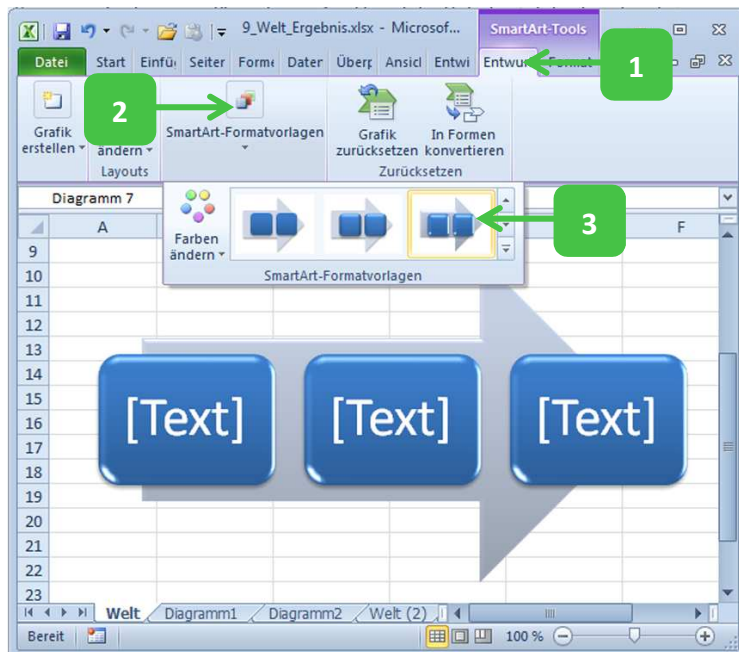 9_Welt_Ergebnis.xlsx - Microsof... SmartArt-Tools
Datei Start Einfü Seiter Forme Dater Überp Ansicl Entwi Entwur Format
1
2
Grafik erstellen
ändern
Layouts
SmartArt-Formatvorlagen
Grafik zurücksetzen
In Formen konvertieren
Zurücksetzen
Diagramm 7
Farben ändern
3
SmartArt-Formatvorlagen
A F
9
10
11
12
13
14
15
16
17
18
19
20
21
22
23
[Text] [Text] [Text]
Welt Diagramm1 Diagramm2 Welt (2)
Bereit 100 %